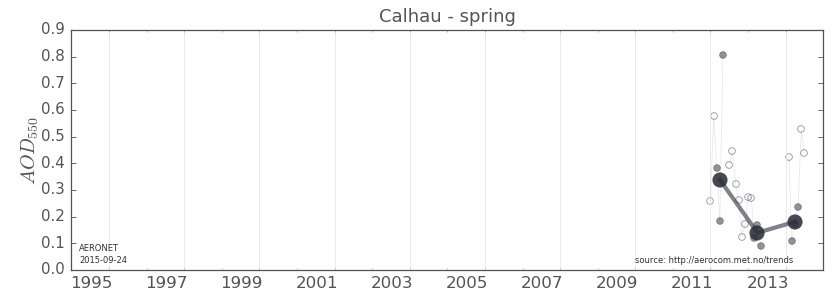 Calhau - spring
0.9
0.8
0.7
0.6
0.5
0.4
0.3
0.2
0.1
0.0
AOD550
AERONET
2015-09-24
source: http://aerocom.met.no/trends
1995 1997 1999 2001 2003 2005 2007 2009 2011 2013